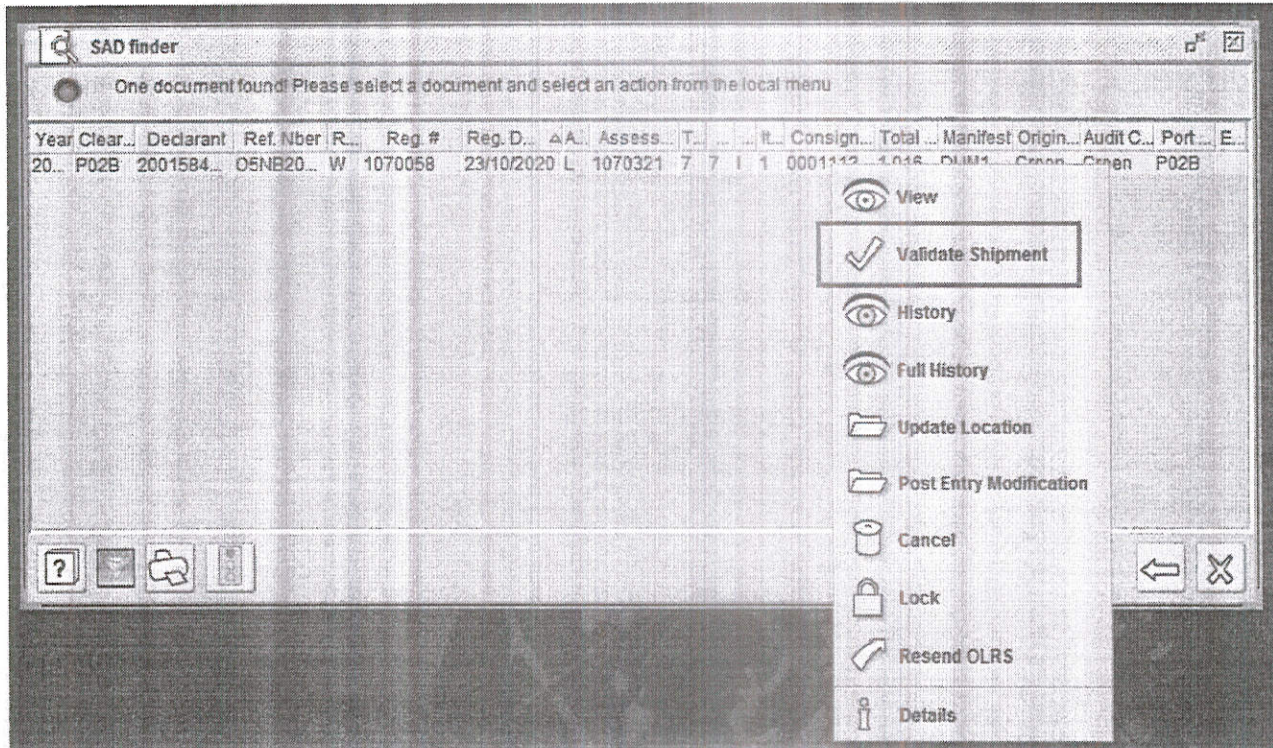 SAD finder
One document found! Please select a document and select an action from the local menu
Year Clear... Declarant Ref. Nber R... Reg. # Reg. D... A... Assess... T... ... ... It... Consign... Total ... Manifest Origin... Audit C... Port ... E...
20... P02B 2001584... O5NB20... W 1070058 23/10/2020 L 1070321 7 7 I 1 0001112 1,016 P02B
View
Validate Shipment
History
Full History
Update Location
Post Entry Modification
Cancel
Lock
Resend OLRS
Details